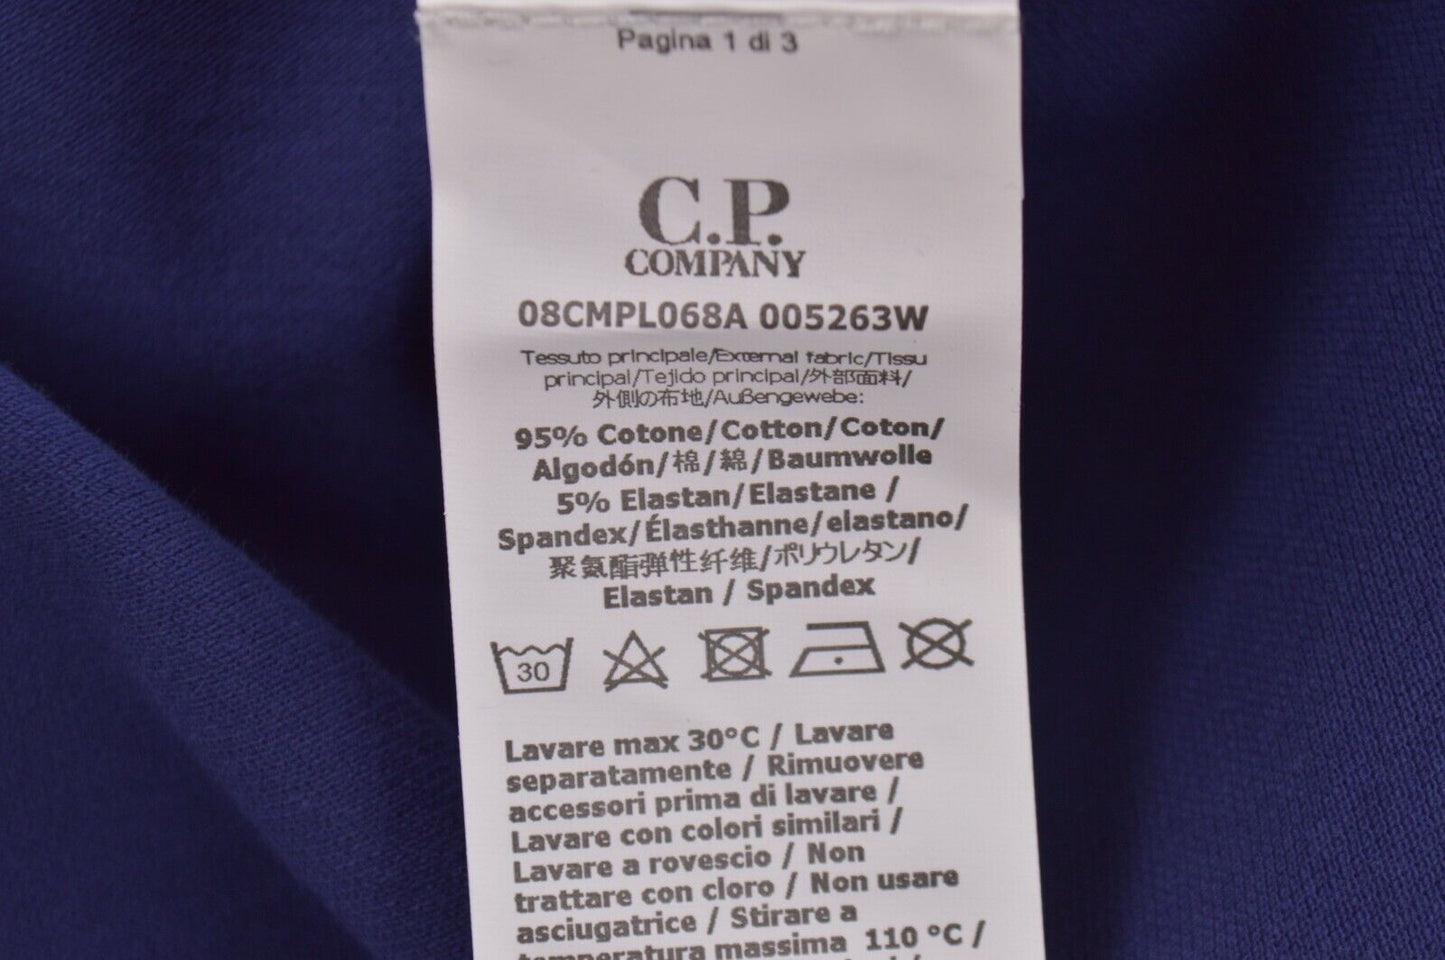 Pagina 1 di 3
C.P.
COMPANY
08CMPL068A 005263W
Tessuto principale/External fabric/Tissu
principal/Tejido principal/外部面料/
外側の布地/Außengewebe:
95% Cotone/Cotton/Coton/
Algodón/棉/綿/Baumwolle
5% Elastan/Elastane /
Spandex/Élasthanne/elastano/
聚氨酯弹性纤维/ポリウレタン/
Elastan / Spandex
30
Lavare max 30°C / Lavare
separatamente / Rimuovere
accessori prima di lavare /
Lavare con colori similari /
Lavare a rovescio / Non
trattare con cloro / Non usare
asciugatrice / Stirare a
temperatura massima 110 °C /